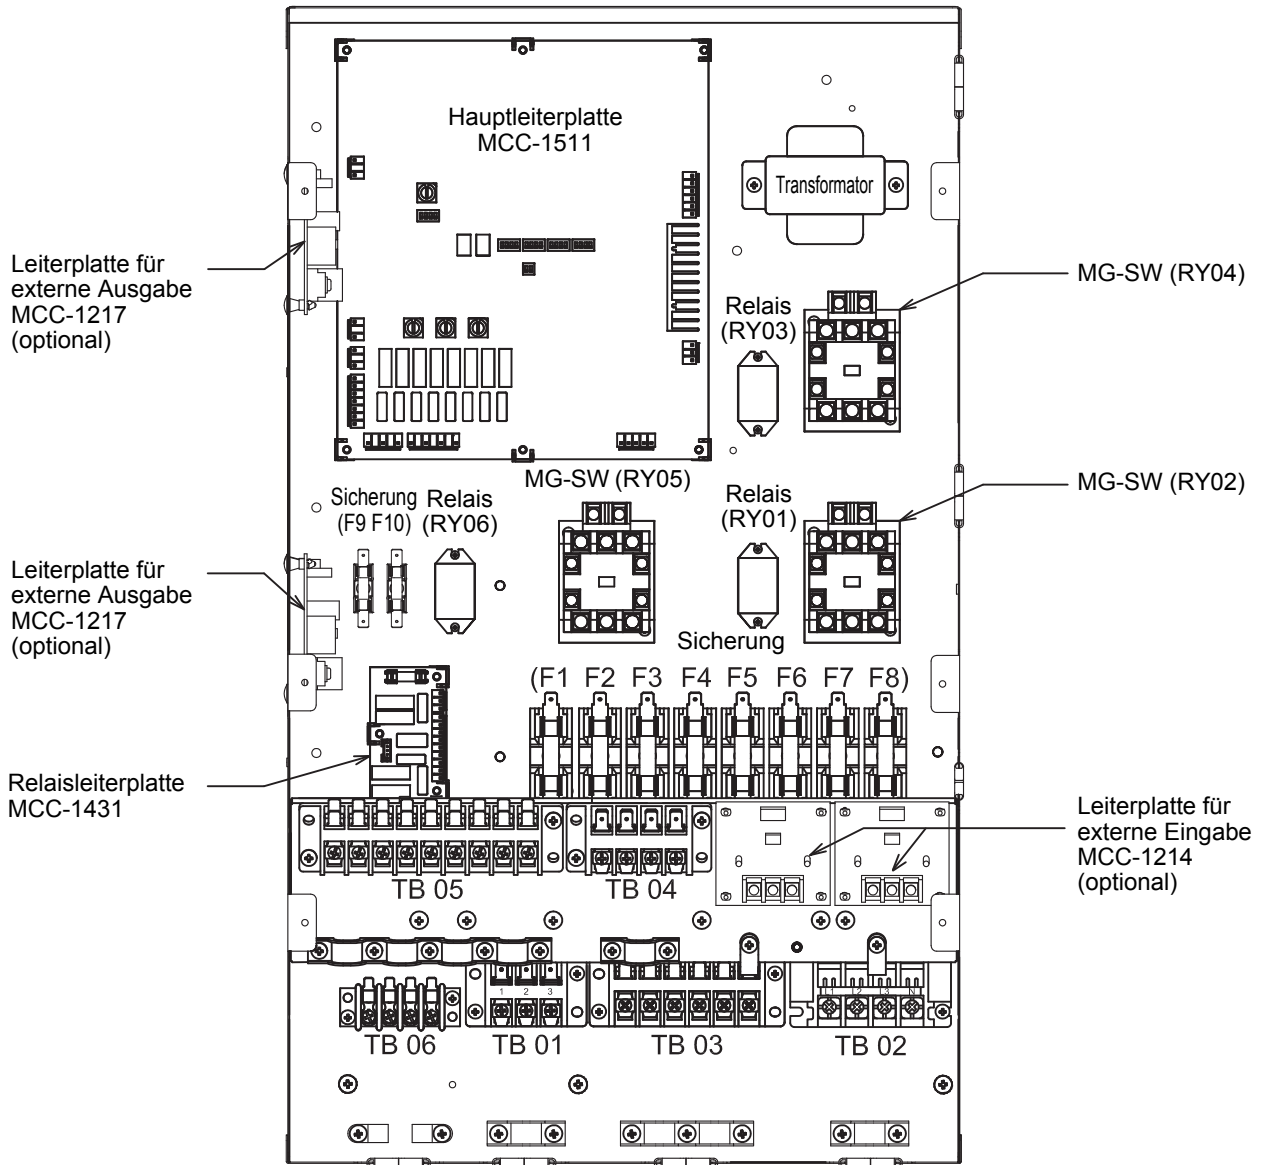 Hauptleiterplatte
MCC-1511
Transformator
Leiterplatte für
externe Ausgabe
MCC-1217
(optional)
MG-SW (RY04)
Relais
(RY03)
MG-SW (RY05)
MG-SW (RY02)
Sicherung
(F9 F10)
Relais
(RY06)
Relais
(RY01)
Leiterplatte für
externe Ausgabe
MCC-1217
(optional)
Sicherung
(F1 F2 F3 F4 F5 F6 F7 F8)
Relaisleiterplatte
MCC-1431
Leiterplatte für
externe Eingabe
MCC-1214
(optional)
TB 05
TB 04
1 2 3
L1 L2 L3 N
TB 06
TB 01
TB 03
TB 02